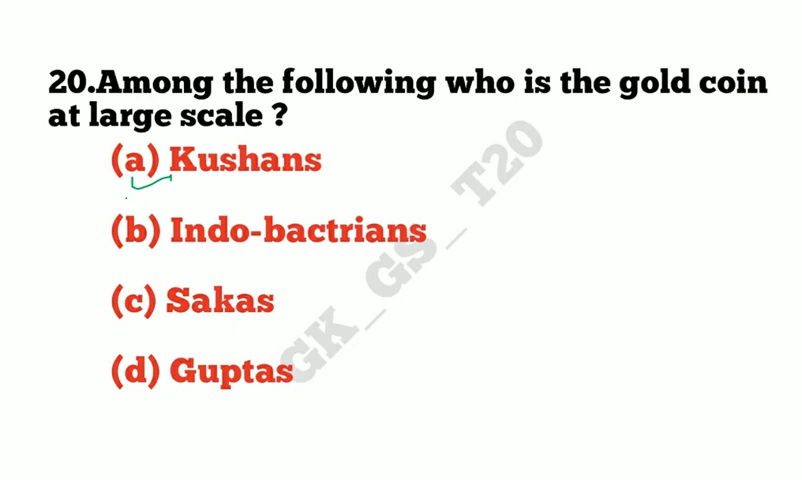 20.Among the following who is the gold coin
at large scale ?
(a) Kushans
(b) Indo-bactrians
(c) Sakas
(d) Guptas
GK_GS_T20